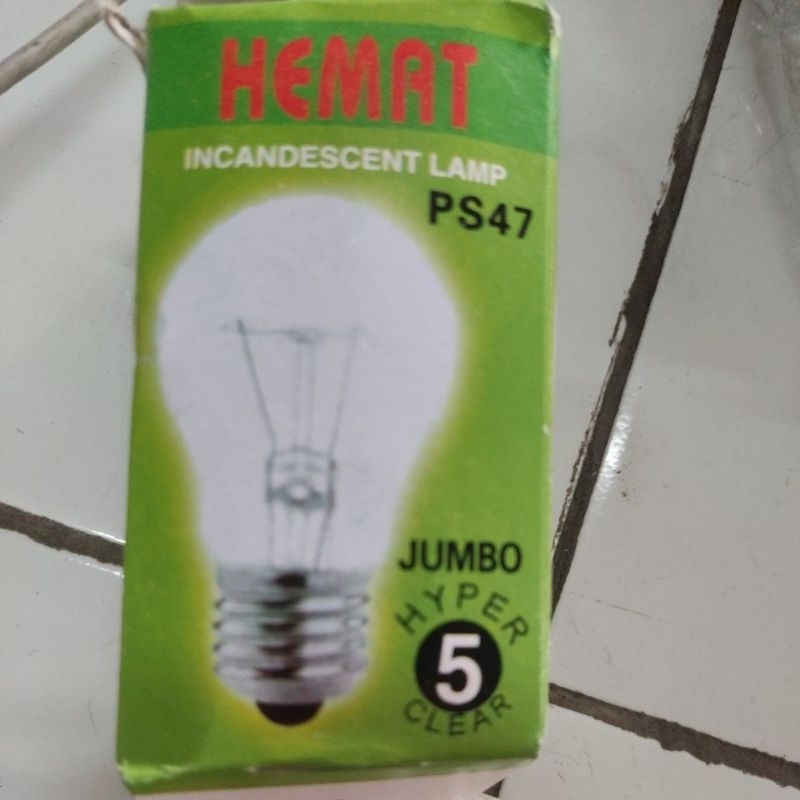 HEMAT
INCANDESCENT LAMP
PS47
JUMBO
HYPER
5
CLEAR